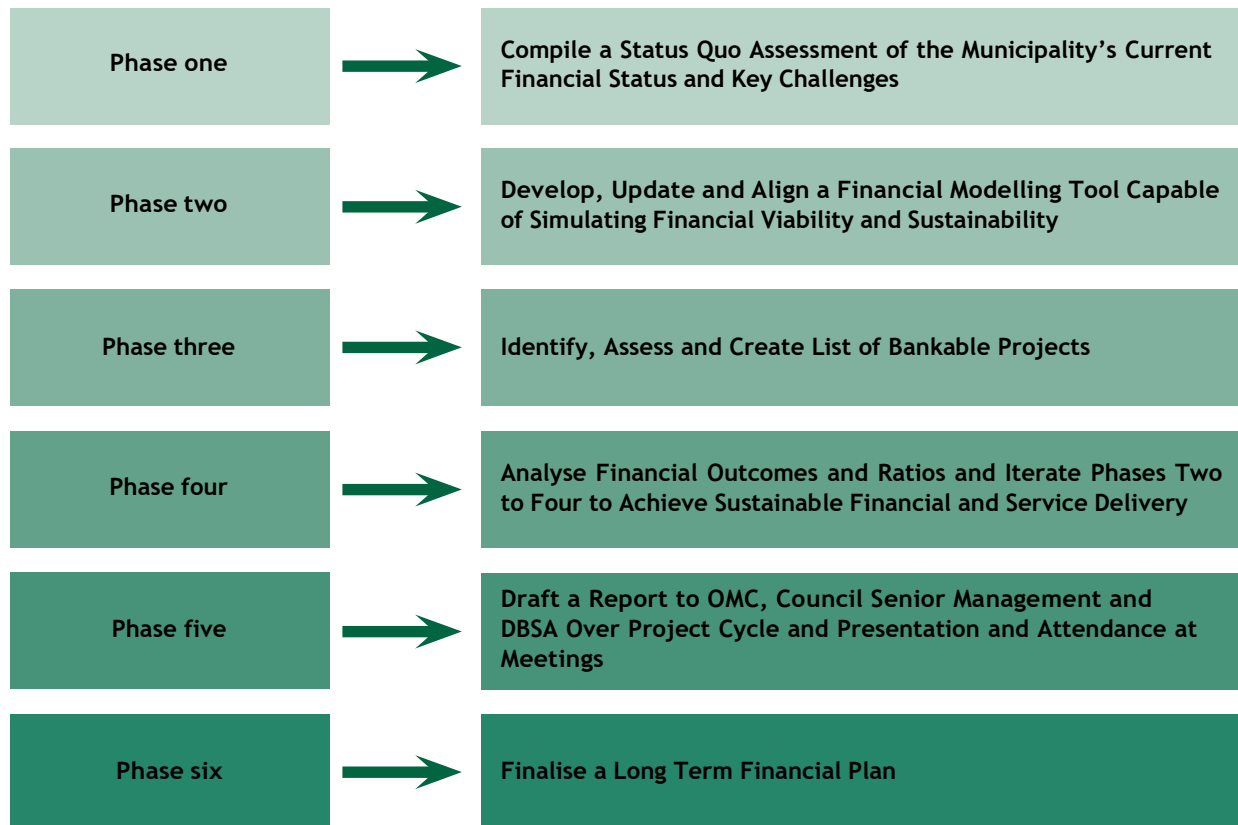 Phase one
Compile a Status Quo Assessment of the Municipality’s Current
Financial Status and Key Challenges
Phase two
Develop, Update and Align a Financial Modelling Tool Capable
of Simulating Financial Viability and Sustainability
Phase three
Identify, Assess and Create List of Bankable Projects
Phase four
Analyse Financial Outcomes and Ratios and Iterate Phases Two
to Four to Achieve Sustainable Financial and Service Delivery
Phase five
Draft a Report to OMC, Council Senior Management and
DBSA Over Project Cycle and Presentation and Attendance at
Meetings
Phase six
Finalise a Long Term Financial Plan